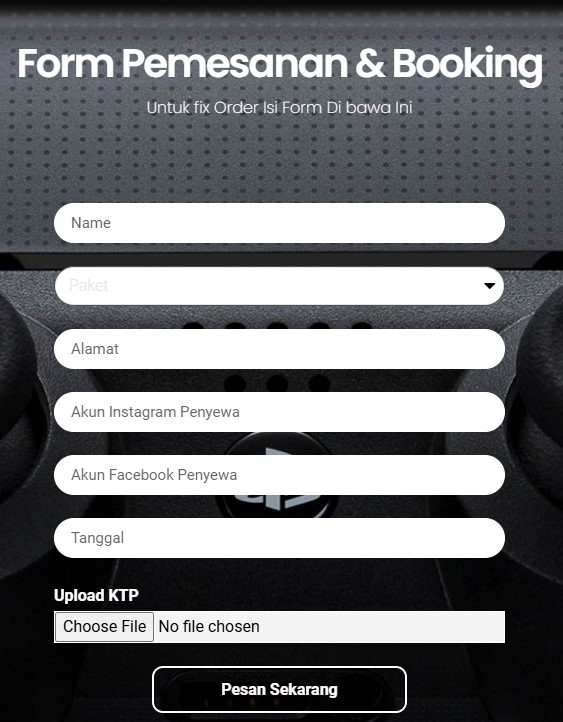 Form Pemesanan & Booking
Untuk fix Order Isi Form Di bawa Ini
Name
Paket
Alamat
Akun Instagram Penyewa
Akun Facebook Penyewa
Tanggal
Upload KTP
Choose File No file chosen
Pesan Sekarang